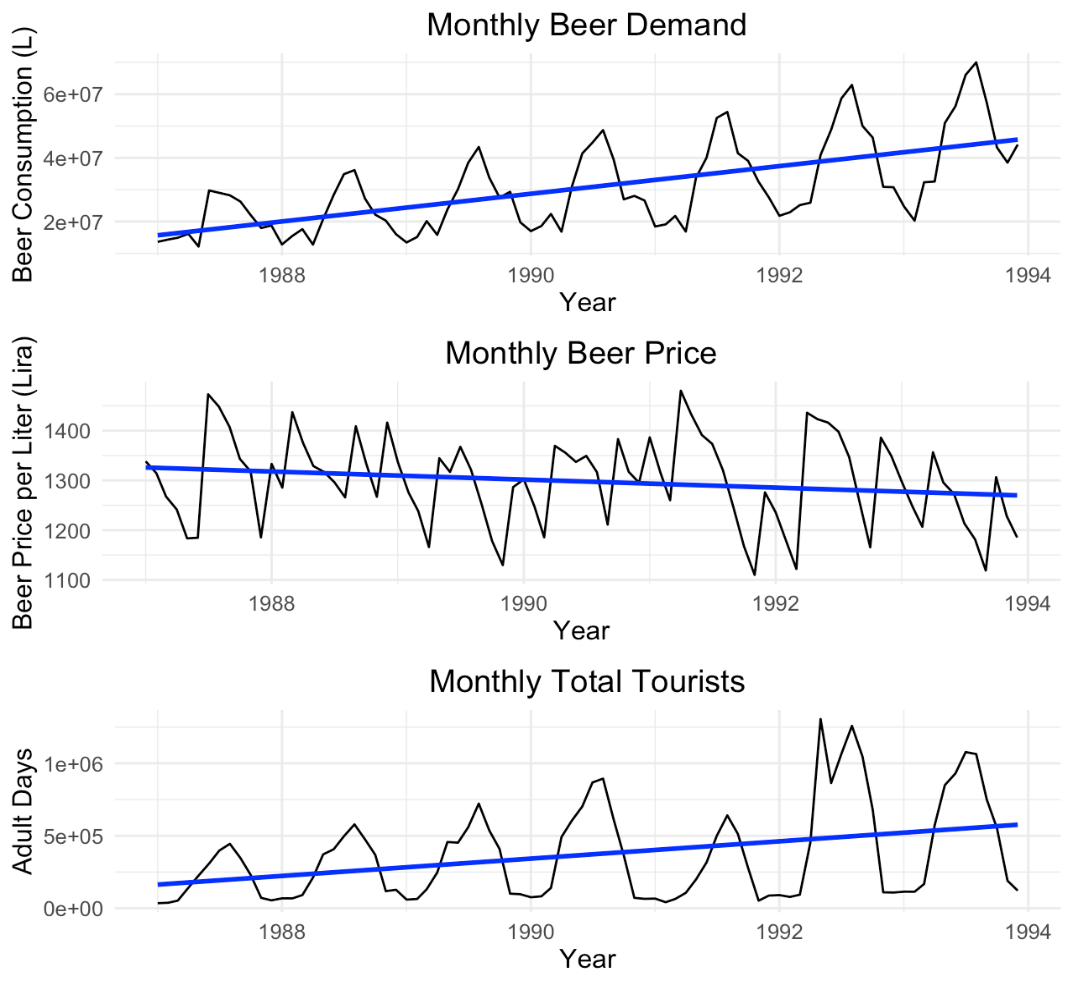 Monthly Beer Demand
Beer Consumption (L)
6e+07
4e+07
2e+07
1988 1990 1992 1994
Year
Monthly Beer Price
Beer Price per Liter (Lira)
1400
1300
1200
1100
1988 1990 1992 1994
Year
Monthly Total Tourists
Adult Days
1e+06
5e+05
0e+00
1988 1990 1992 1994
Year